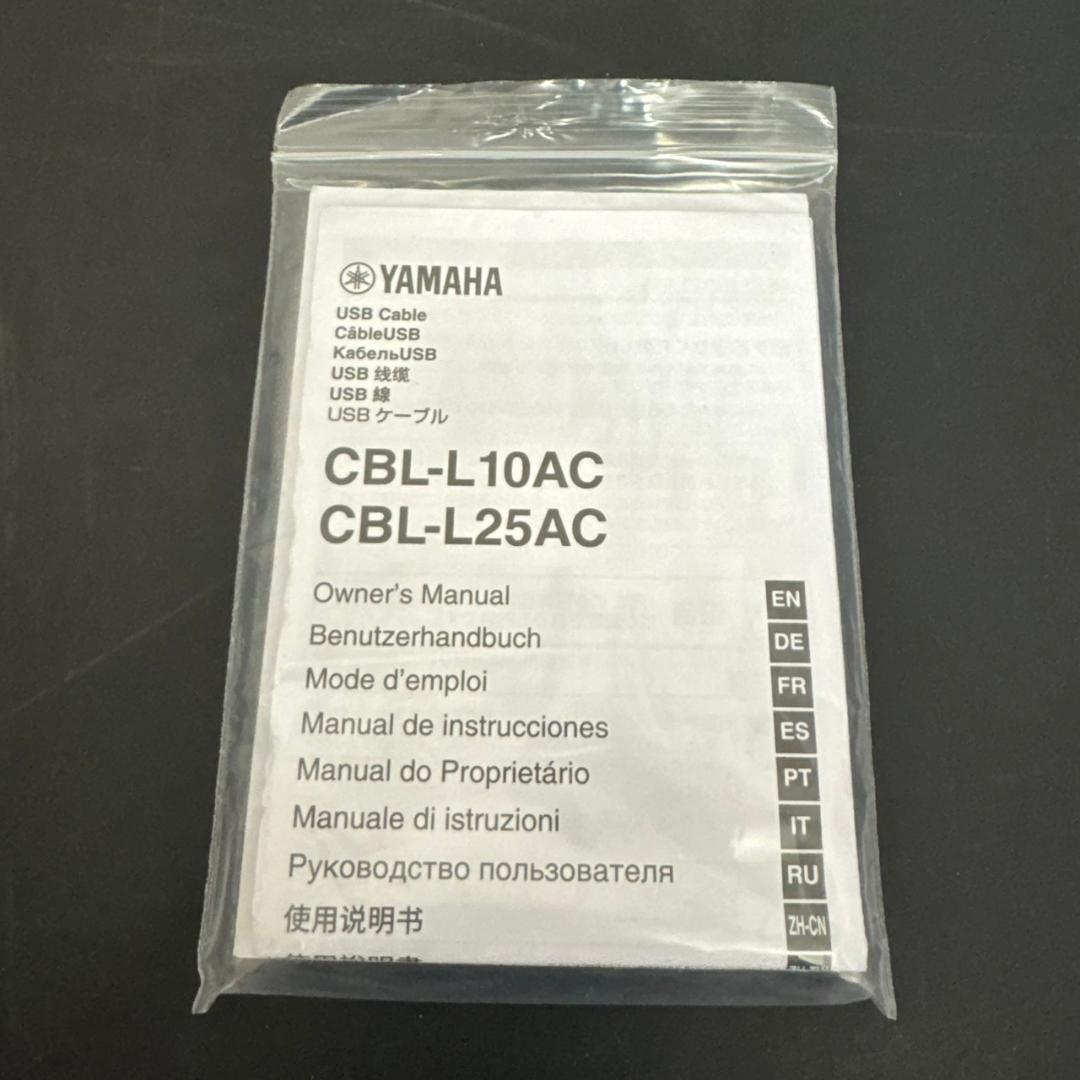 YAMAHA
USB Cable
CâbleUSB
КабельUSB
USB 线缆
USB 線
USB ケーブル
CBL-L10AC
CBL-L25AC
Owner's Manual EN
Benutzerhandbuch DE
Mode d'emploi FR
Manual de instrucciones ES
Manual do Proprietário PT
Manuale di istruzioni IT
Руководство пользователя RU
使用说明书 ZH-CN